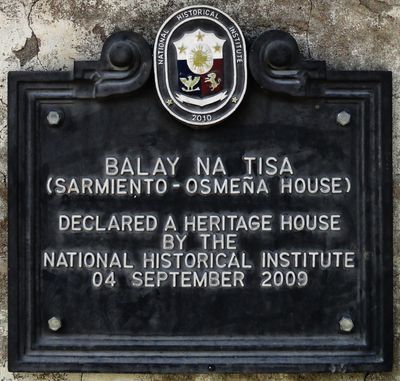 NATIONAL HISTORICAL INSTITUTE
2010
BALAY NA TISA
(SARMIENTO-OSMEÑA HOUSE)
DECLARED A HERITAGE HOUSE
BY THE
NATIONAL HISTORICAL INSTITUTE
04 SEPTEMBER 2009